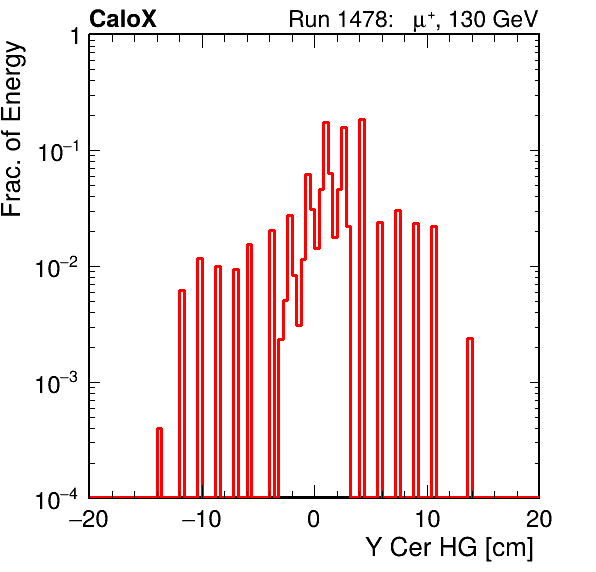 CaloX Run 1478: μ⁺, 130 GeV
Frac. of Energy
1
10⁻¹
10⁻²
10⁻³
10⁻⁴
−20 −10 0 10 20
Y Cer HG [cm]